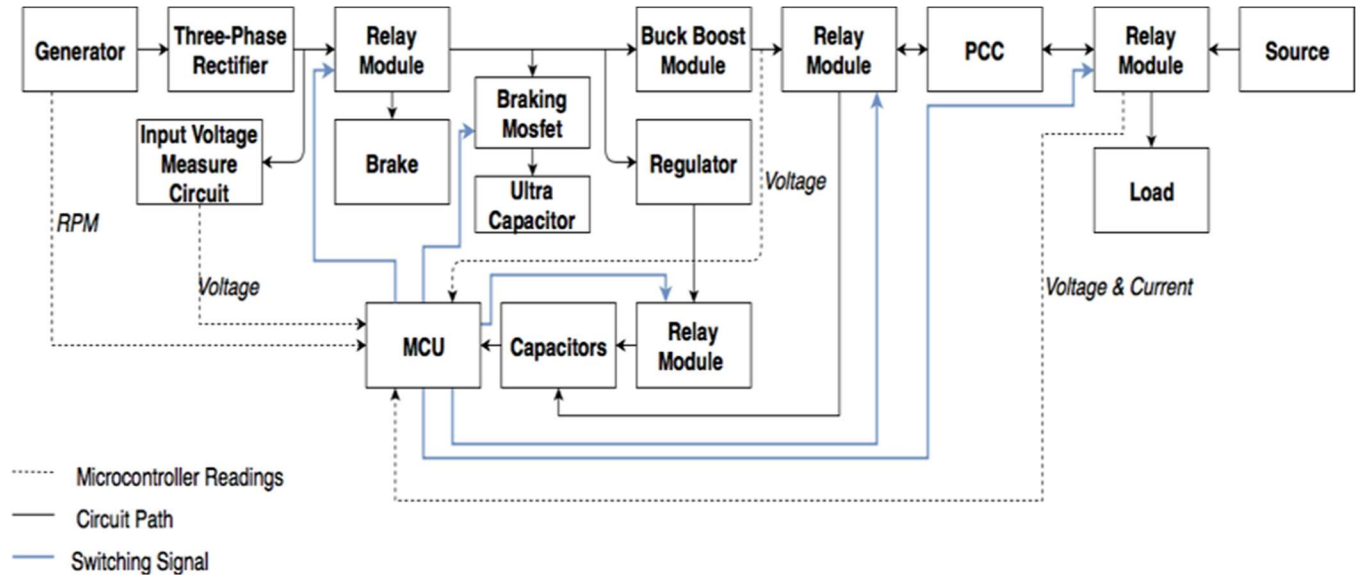 Generator
Three-Phase
Rectifier
Relay
Module
Buck Boost
Module
Relay
Module
PCC
Relay
Module
Source
Input Voltage
Measure
Circuit
Brake
Braking
Mosfet
Ultra
Capacitor
Regulator
Voltage
Load
RPM
Voltage
Voltage & Current
MCU
Capacitors
Relay
Module
Microcontroller Readings
Circuit Path
Switching Signal